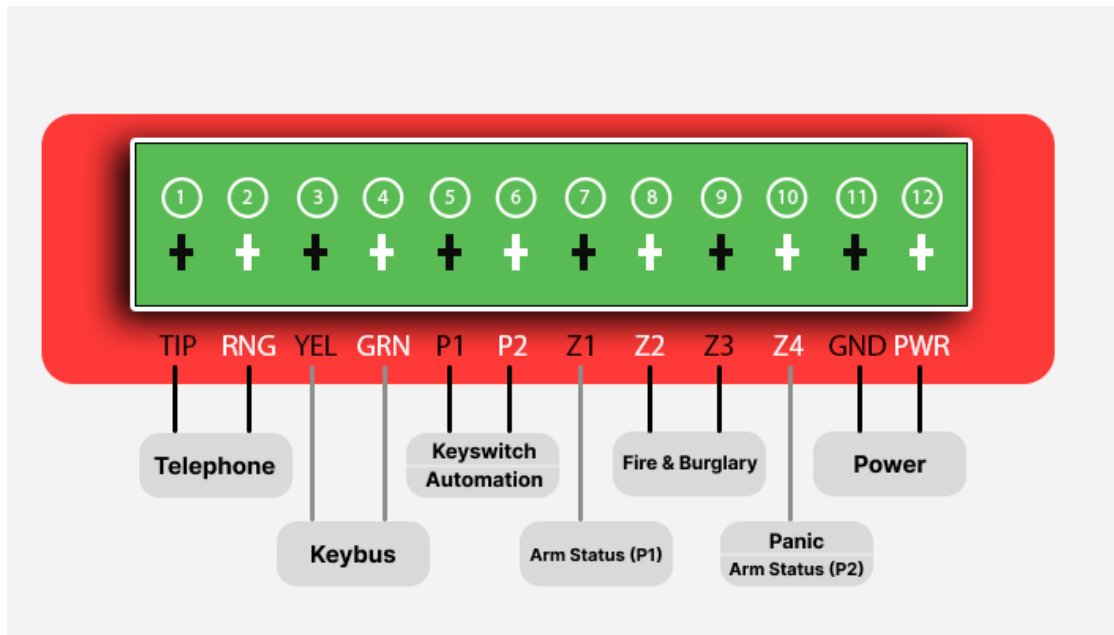 1 2 3 4 5 6 7 8 9 10 11 12
TIP RNG YEL GRN P1 P2 Z1 Z2 Z3 Z4 GND PWR
Telephone
Keyswitch
Automation
Fire & Burglary
Power
Keybus
Arm Status (P1)
Panic
Arm Status (P2)